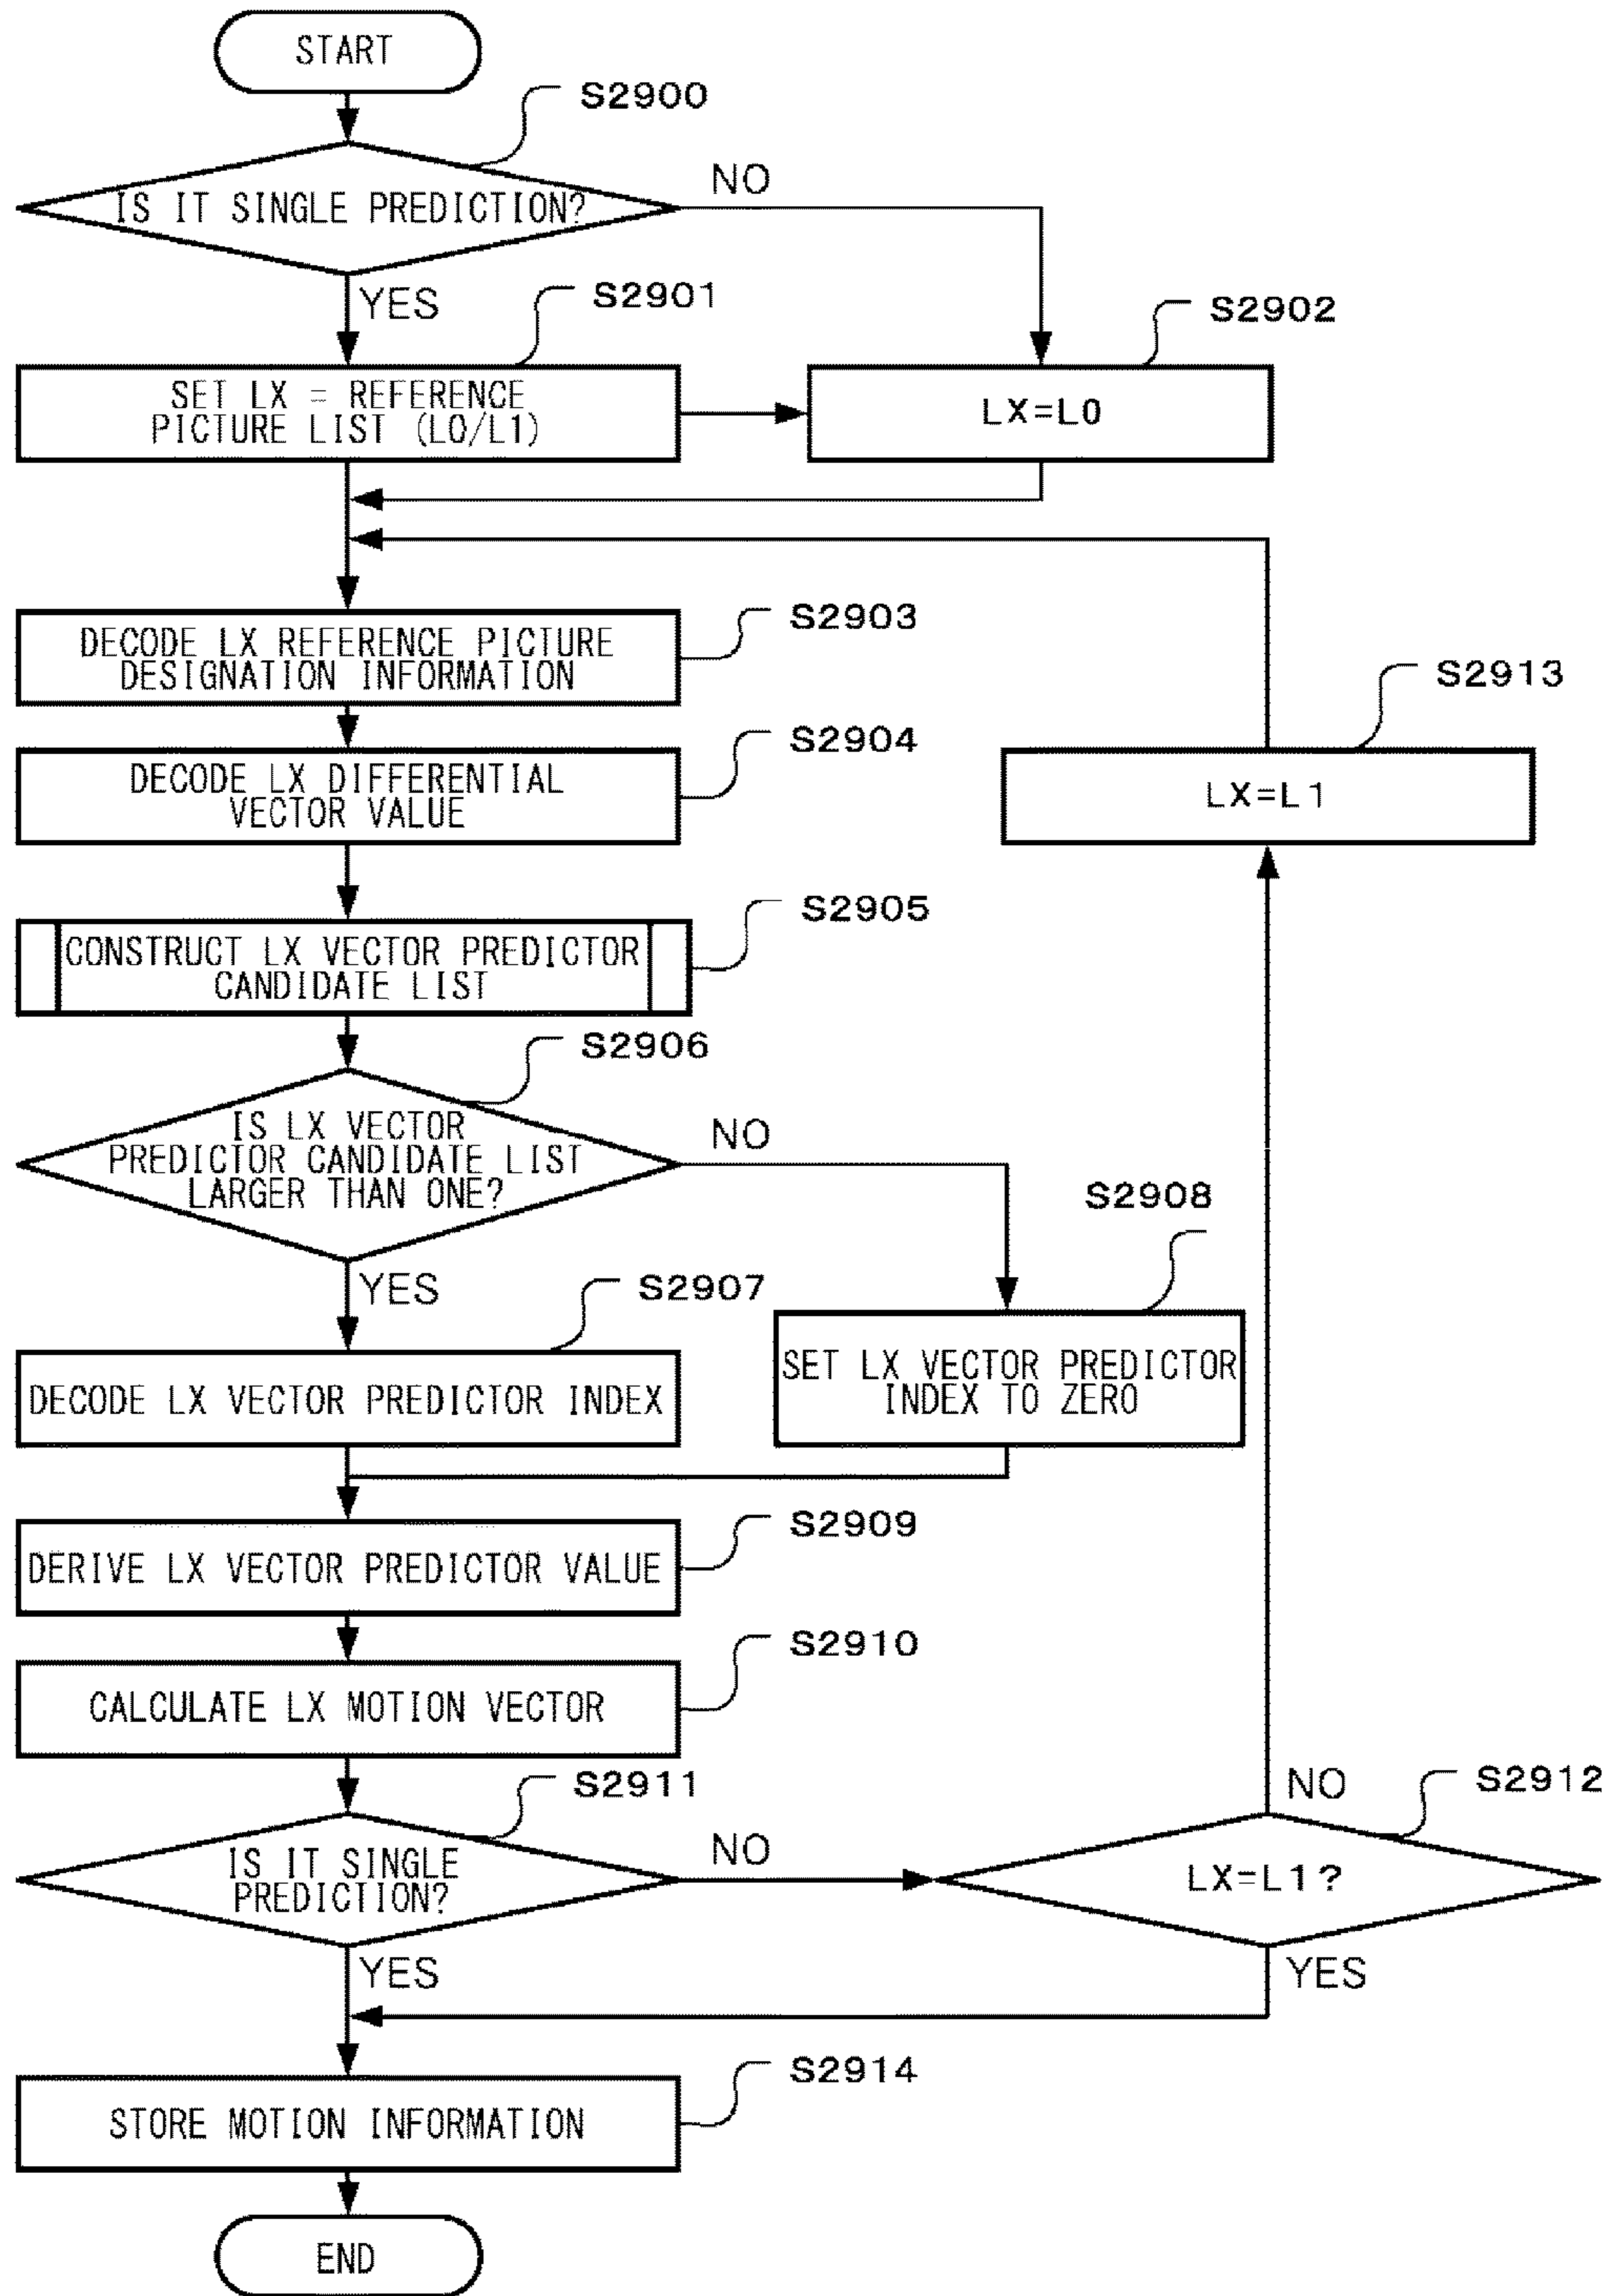 START
S2900
IS IT SINGLE PREDICTION?
NO
YES
S2901
S2902
SET LX = REFERENCE
PICTURE LIST (L0/L1)
LX=L0
S2903
DECODE LX REFERENCE PICTURE
DESIGNATION INFORMATION
S2913
S2904
DECODE LX DIFFERENTIAL
VECTOR VALUE
LX=L1
S2905
CONSTRUCT LX VECTOR PREDICTOR
CANDIDATE LIST
S2906
IS LX VECTOR
PREDICTOR CANDIDATE LIST
LARGER THAN ONE?
NO
S2908
YES
S2907
SET LX VECTOR PREDICTOR
INDEX TO ZERO
DECODE LX VECTOR PREDICTOR INDEX
S2909
DERIVE LX VECTOR PREDICTOR VALUE
S2910
CALCULATE LX MOTION VECTOR
S2911
NO
S2912
IS IT SINGLE
PREDICTION?
NO
LX=L1?
YES
YES
S2914
STORE MOTION INFORMATION
END